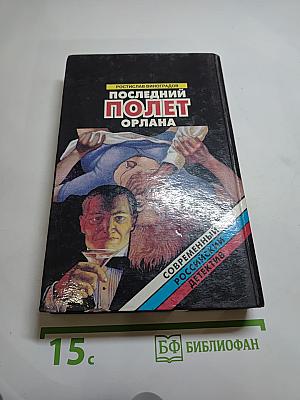 РОСТИСЛАВ ВИНОГРАДОВ
ПОСЛЕДНИЙ
ПОЛЕТ
ОРЛАНА
СОВРЕМЕННЫЙ
РОССИЙСКИЙ
ДЕТЕКТИВ
15с
БФ БИБЛИОФАН